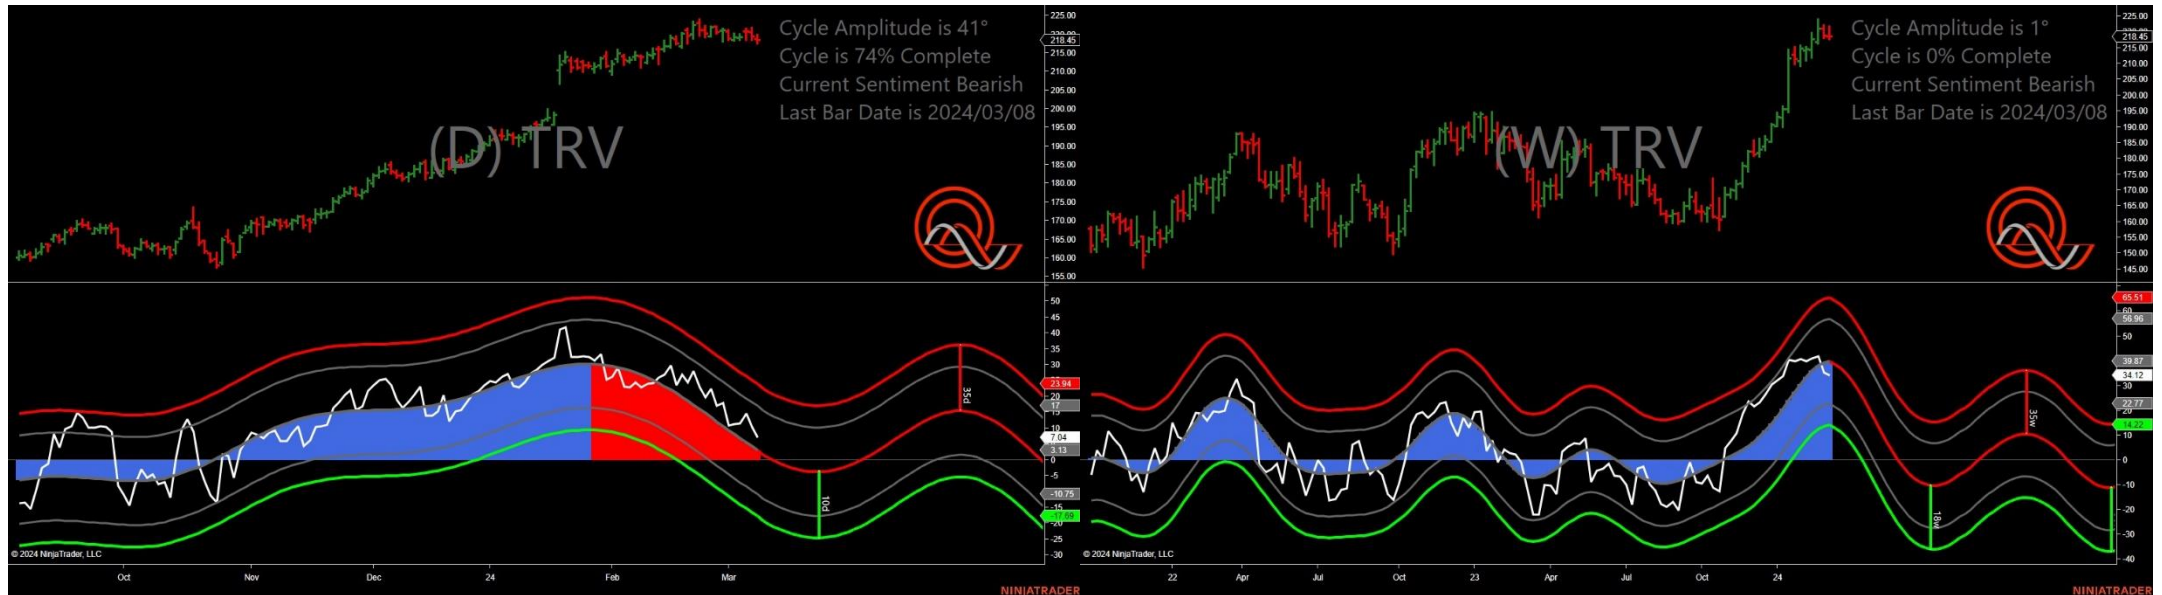 Cycle Amplitude is 41°
Cycle is 74% Complete
Current Sentiment Bearish
Last Bar Date is 2024/03/08
(D) TRV
225.00
218.45
215.00
210.00
205.00
200.00
195.00
190.00
185.00
180.00
175.00
170.00
165.00
160.00
155.00
50
45
40
35
30
23.94
20
17
15
10
7.04
3.13
0
-5
-10.75
-15
-17.69
-25
-30
35d
10d
© 2024 NinjaTrader, LLC
Oct
Nov
Dec
24
Feb
Mar
NINJATRADER
Cycle Amplitude is 1°
Cycle is 0% Complete
Current Sentiment Bearish
Last Bar Date is 2024/03/08
(W) TRV
225.00
218.45
215.00
210.00
205.00
200.00
195.00
190.00
185.00
180.00
175.00
170.00
165.00
160.00
155.00
150.00
145.00
65.51
60
56.96
50
39.87
34.12
30
22.77
20
14.22
10
0
-10
-20
-30
-40
35w
18w
© 2024 NinjaTrader, LLC
22
Apr
Jul
Oct
23
Apr
Jul
Oct
24
NINJATRADER